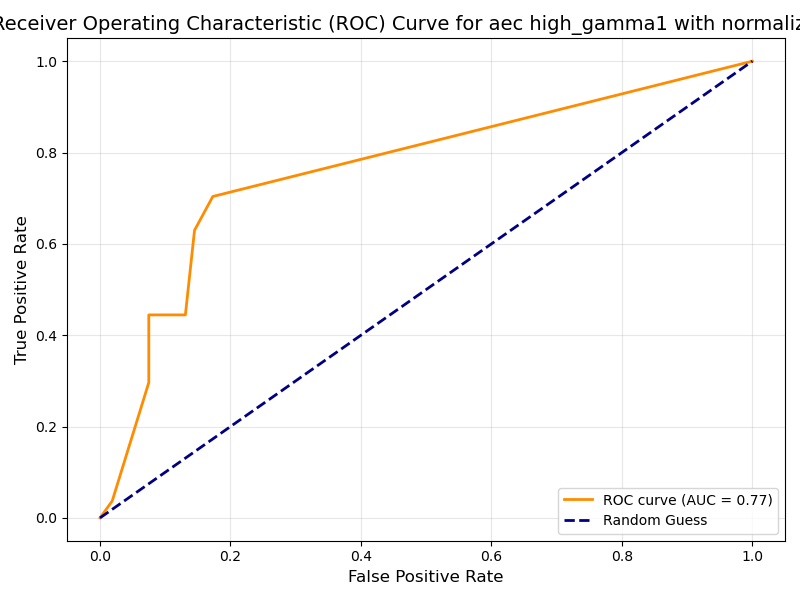 Receiver Operating Characteristic (ROC) Curve for aec high_gamma1 with
1.0
0.8
0.6
0.4
0.2
0.0
True Positive Rate
0.0 0.2 0.4 0.6 0.8 1.0
False Positive Rate
ROC curve (AUC = 0.77)
Random Guess